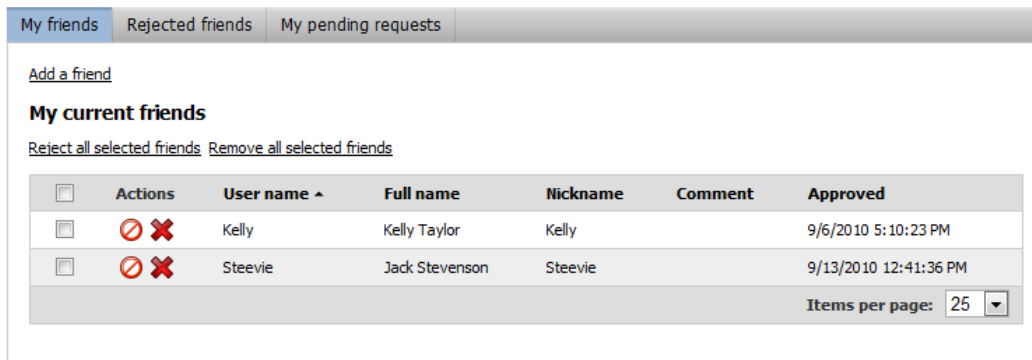 My friends Rejected friends My pending requests
Add a friend
My current friends
Reject all selected friends Remove all selected friends
Actions User name Full name Nickname Comment Approved
Kelly Kelly Taylor Kelly 9/6/2010 5:10:23 PM
Steevie Jack Stevenson Steevie 9/13/2010 12:41:36 PM
Items per page: 25